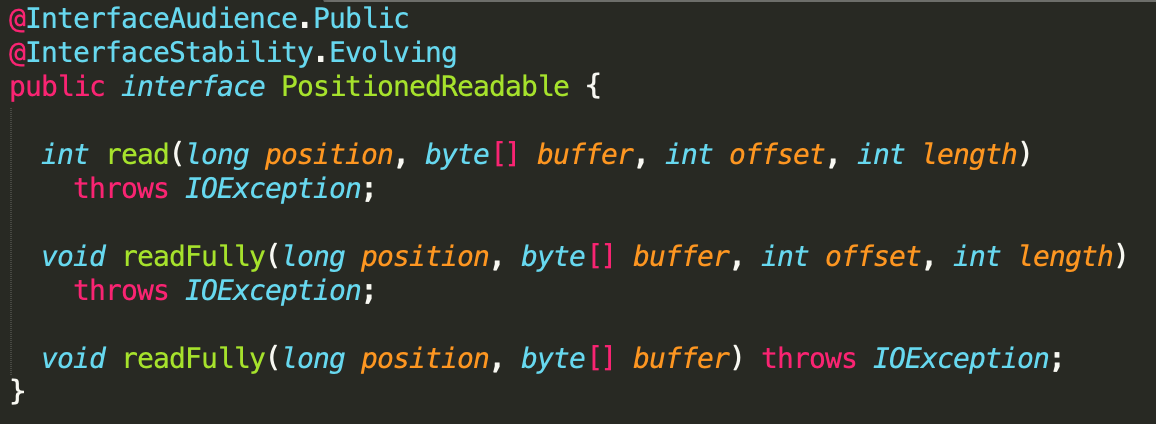 @InterfaceAudience.Public
@InterfaceStability.Evolving
public interface PositionedReadable {
int read(long position, byte[] buffer, int offset, int length)
throws IOException;
void readFully(long position, byte[] buffer, int offset, int length)
throws IOException;
void readFully(long position, byte[] buffer) throws IOException;
}